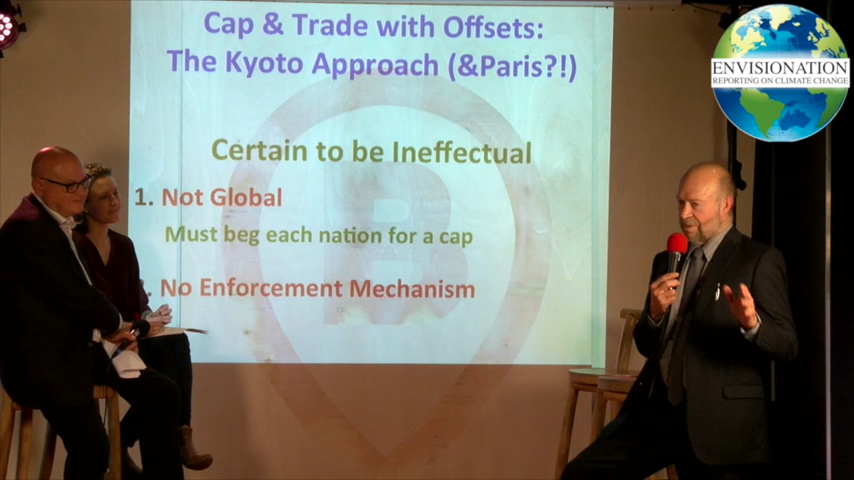 Cap & Trade with Offsets:
The Kyoto Approach (&Paris?!)
Certain to be Ineffectual
1. Not Global
Must beg each nation for a cap
. No Enforcement Mechanism
ENVISIONATION
REPORTING ON CLIMATE CHANGE
B